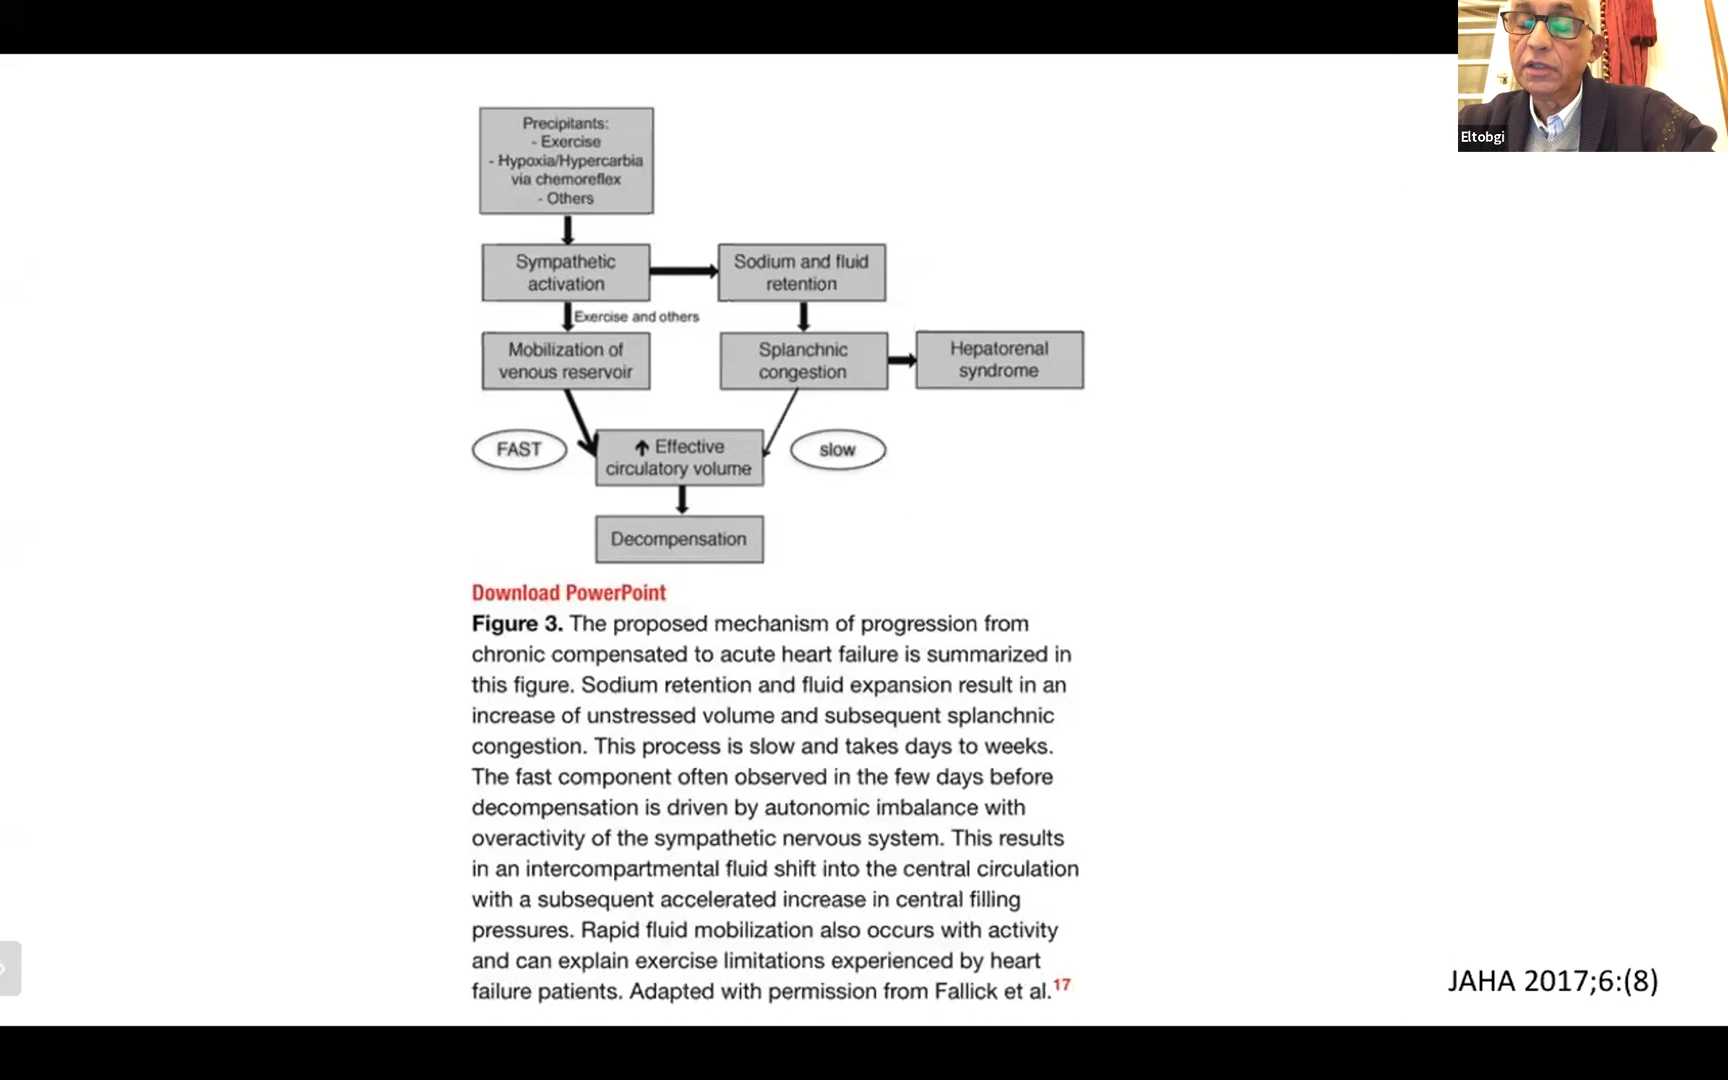 Eltobgi
Precipitants:
- Exercise
- Hypoxia/Hypercarbia
via chemoreflex
- Others
Sympathetic
activation
Sodium and fluid
retention
Exercise and others
Mobilization of
venous reservoir
Splanchnic
congestion
Hepatorenal
syndrome
FAST
↑ Effective
circulatory volume
slow
Decompensation
Download PowerPoint
Figure 3. The proposed mechanism of progression from
chronic compensated to acute heart failure is summarized in
this figure. Sodium retention and fluid expansion result in an
increase of unstressed volume and subsequent splanchnic
congestion. This process is slow and takes days to weeks.
The fast component often observed in the few days before
decompensation is driven by autonomic imbalance with
overactivity of the sympathetic nervous system. This results
in an intercompartmental fluid shift into the central circulation
with a subsequent accelerated increase in central filling
pressures. Rapid fluid mobilization also occurs with activity
and can explain exercise limitations experienced by heart
failure patients. Adapted with permission from Fallick et al.17
JAHA 2017;6:(8)